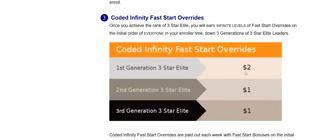 enroll.
3 Coded Infinity Fast Start Overrides
Once you achieve the rank of 3 Star Elite, you will earn INFINITE LEVELS of Fast Start Overrides on
the initial order of EVERYONE in your enroller tree, down 3 Generations of 3 Star Elite Leaders.
Coded Infinity Fast Start Overrides
1st Generation 3 Star Elite $2
2nd Generation 3 Star Elite $1
3rd Generation 3 Star Elite $1
Coded Infinity Fast Start Overrides are paid out each week with Fast Start Bonuses on the initial